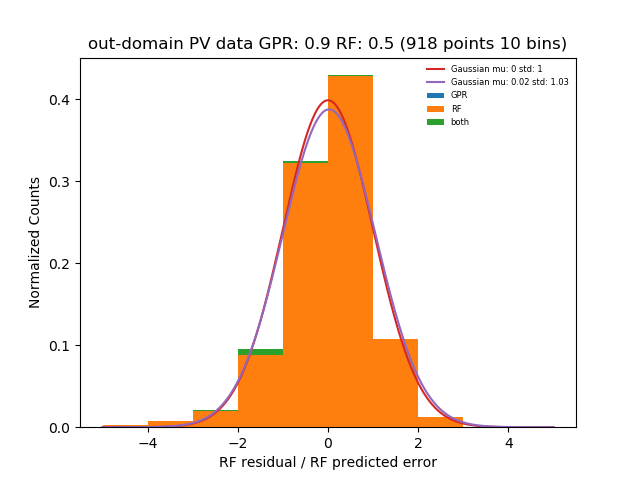 out-domain PV data GPR: 0.9 RF: 0.5 (918 points 10 bins)
Gaussian mu: 0 std: 1
Gaussian mu: 0.02 std: 1.03
GPR
RF
both
Normalized Counts
0.4
0.3
0.2
0.1
0.0
−4 −2 0 2 4
RF residual / RF predicted error